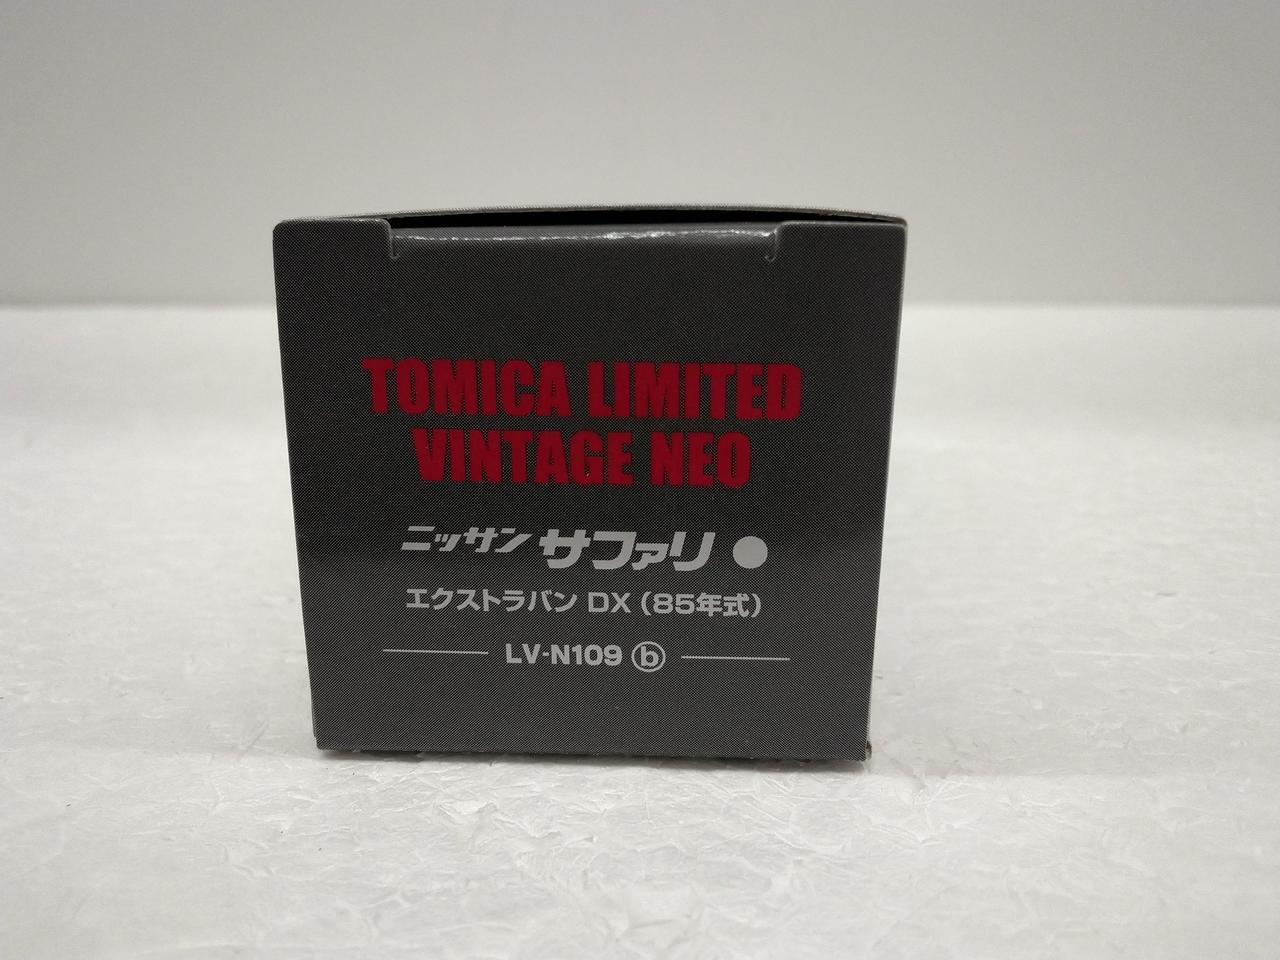 TOMICA LIMITED
VINTAGE NEO
ニッサン サファリ ●
エクストラバン DX（85年式）
LV-N109 ⓑ